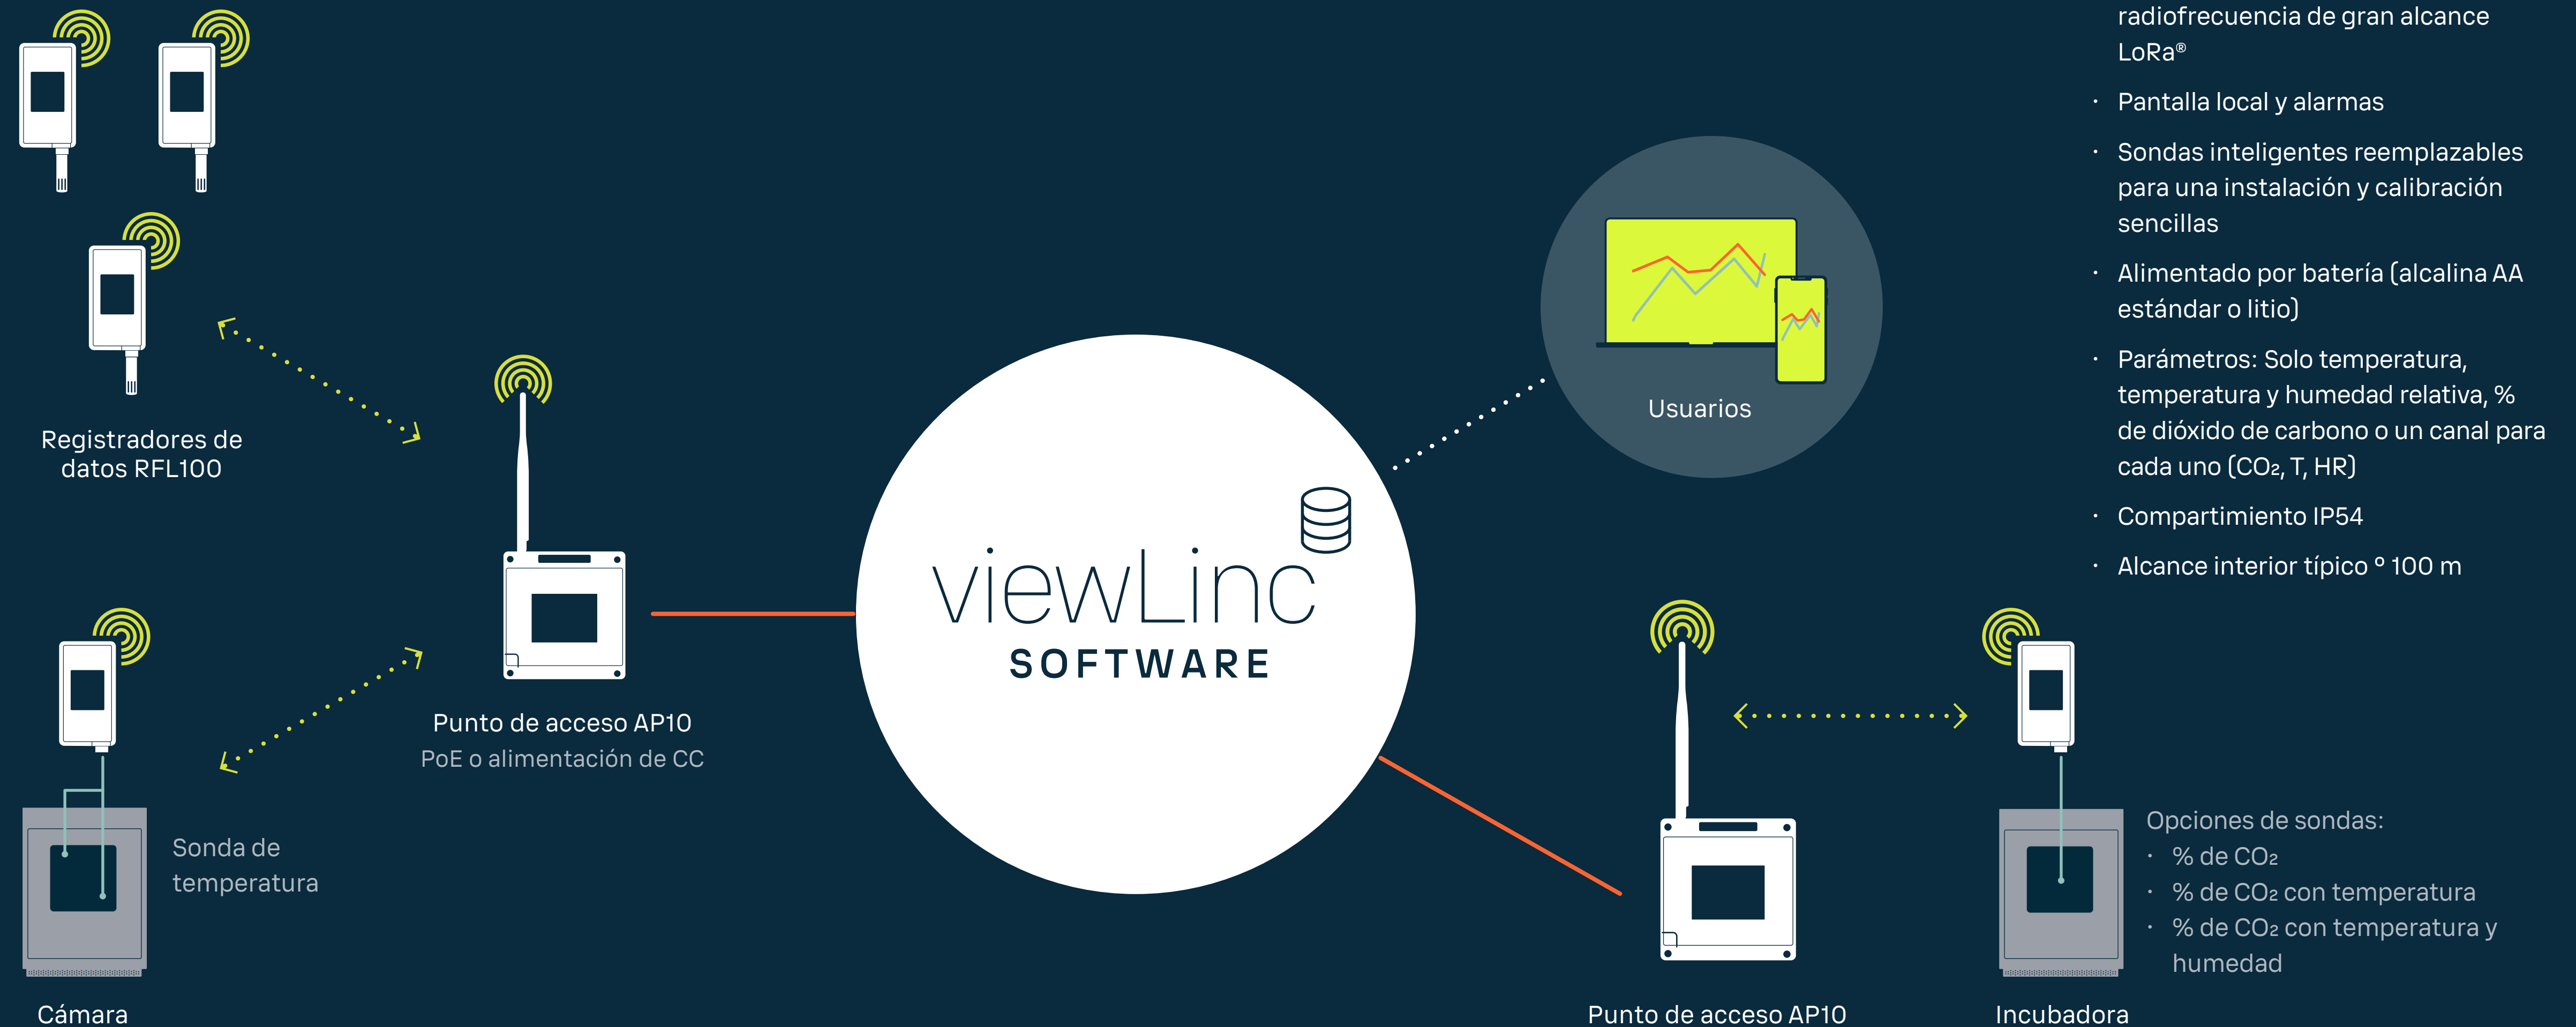 radiofrecuencia de gran alcance
LoRa®
· Pantalla local y alarmas
· Sondas inteligentes reemplazables
para una instalación y calibración
sencillas
· Alimentado por batería (alcalina AA
estándar o litio)
· Parámetros: Solo temperatura,
temperatura y humedad relativa, %
de dióxido de carbono o un canal para
cada uno (CO₂, T, HR)
· Compartimiento IP54
· Alcance interior típico ° 100 m
Usuarios
Registradores de
datos RFL100
viewLinc
SOFTWARE
Punto de acceso AP10
PoE o alimentación de CC
Sonda de
temperatura
Cámara
Punto de acceso AP10
Opciones de sondas:
· % de CO₂
· % de CO₂ con temperatura
· % de CO₂ con temperatura y
humedad
Incubadora